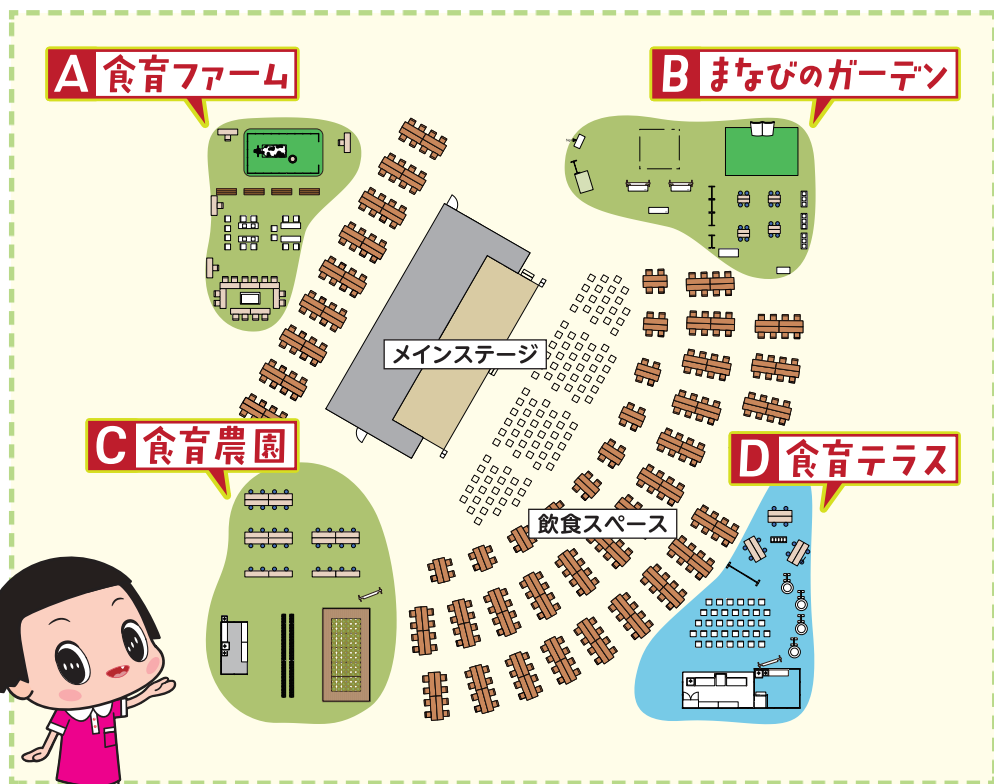 A 食育ファーム
B まなびのガーデン
メインステージ
C 食育農園
D 食育テラス
飲食スペース